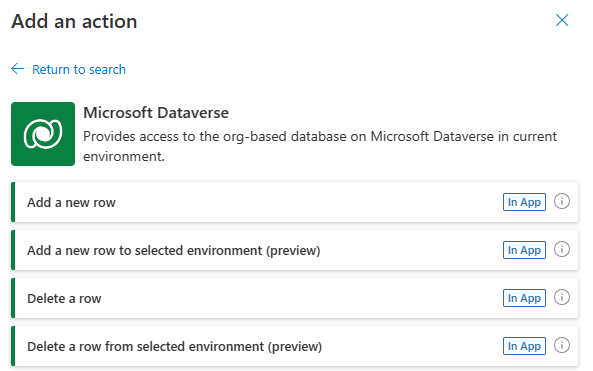 Add an action
Return to search
Microsoft Dataverse
Provides access to the org-based database on Microsoft Dataverse in current
environment.
Add a new row In App
Add a new row to selected environment (preview) In App
Delete a row In App
Delete a row from selected environment (preview) In App